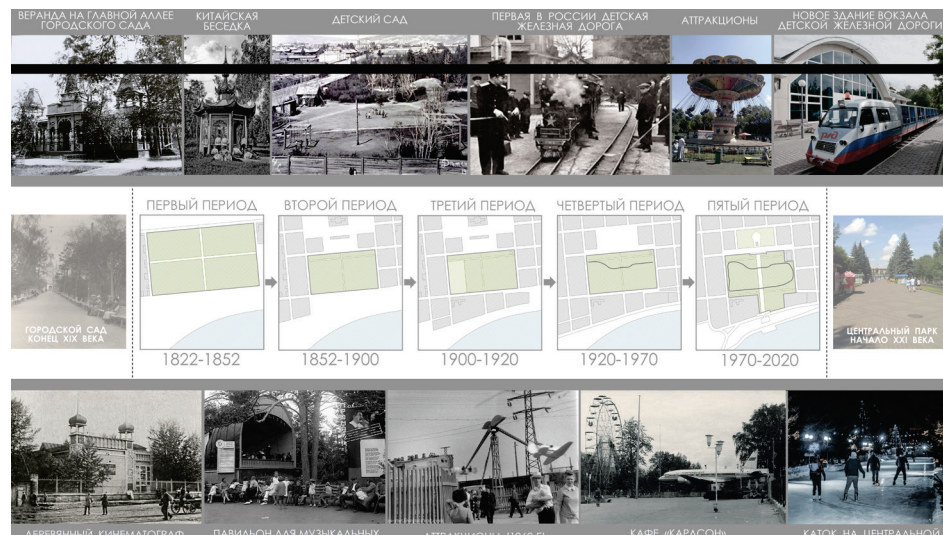 ВЕРАНДА НА ГЛАВНОЙ АЛЛЕЕ
ГОРОДСКОГО САДА
КИТАЙСКАЯ
БЕСЕДКА
ДЕТСКИЙ САД
ПЕРВАЯ В РОССИИ ДЕТСКАЯ
ЖЕЛЕЗНАЯ ДОРОГА
АТТРАКЦИОНЫ
НОВОЕ ЗДАНИЕ ВОКЗАЛА
ДЕТСКОЙ ЖЕЛЕЗНОЙ ДОРОГИ
РЖД
ПЕРВЫЙ ПЕРИОД
ВТОРОЙ ПЕРИОД
ТРЕТИЙ ПЕРИОД
ЧЕТВЕРТЫЙ ПЕРИОД
ПЯТЫЙ ПЕРИОД
ГОРОДСКОЙ САД
КОНЕЦ XIX ВЕКА
ЦЕНТРАЛЬНЫЙ ПАРК
НАЧАЛО XXI ВЕКА
1822-1852
1852-1900
1900-1920
1920-1970
1970-2020
ДЕРЕВЯННЫЙ КИНЕМАТОГРАФ
ПАВИЛЬОН ДЛЯ МУЗЫКАЛЬНЫХ
АТТРАКЦИОНЫ
КАФЕ «КАРЛСОН»
КАТОК НА ЦЕНТРАЛЬНОЙ